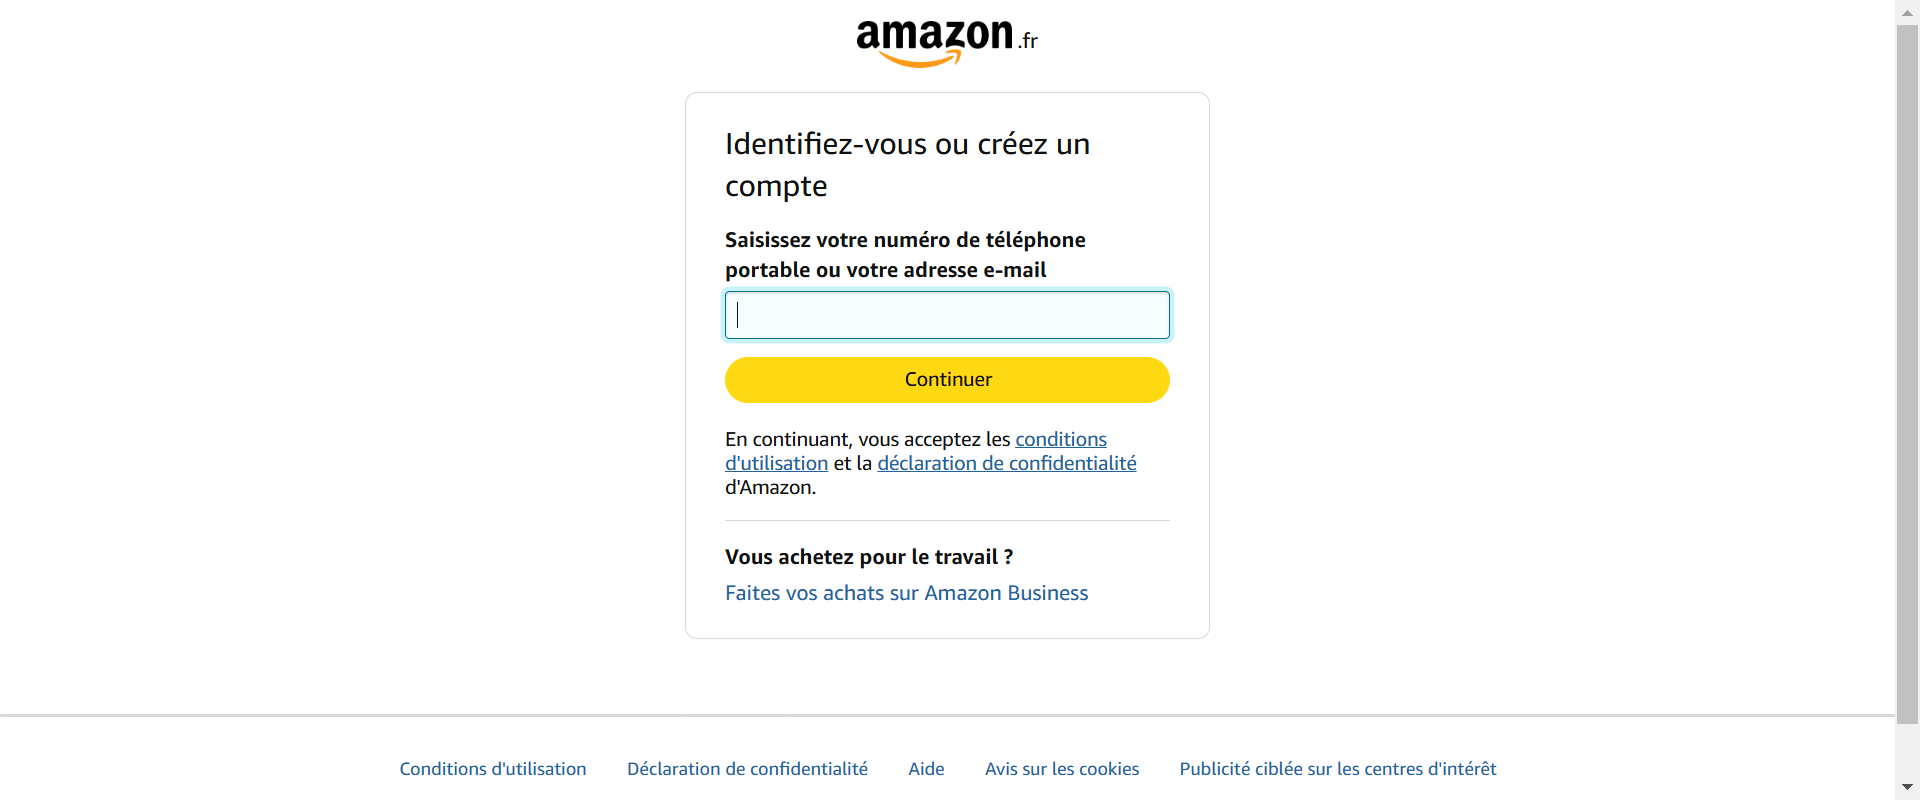 amazon.fr
Identifiez-vous ou créez un
compte
Saisissez votre numéro de téléphone
portable ou votre adresse e-mail
Continuer
En continuant, vous acceptez les conditions
d'utilisation et la déclaration de confidentialité
d'Amazon.
Vous achetez pour le travail ?
Faites vos achats sur Amazon Business
Conditions d'utilisation Déclaration de confidentialité Aide Avis sur les cookies Publicité ciblée sur les centres d'intérêt